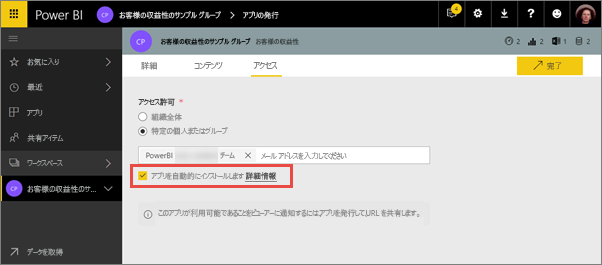 Power BI お客様の収益性のサンプル グループ > アプリの発行 4 ?
CP お客様の収益性のサンプル グループ お客様の収益性 2 2 1 2
お気に入り
最近
アプリ
共有アイテム
ワークスペース
CP お客様の収益性のサ...
データを取得
詳細 コンテンツ アクセス 完了
アクセス許可 *
組織全体
特定の個人またはグループ
PowerBI チーム × メール アドレスを入力してください
アプリを自動的にインストールします 詳細情報
このアプリが利用可能であることをビューアーに通知するにはアプリを発行して、URL を共有します。